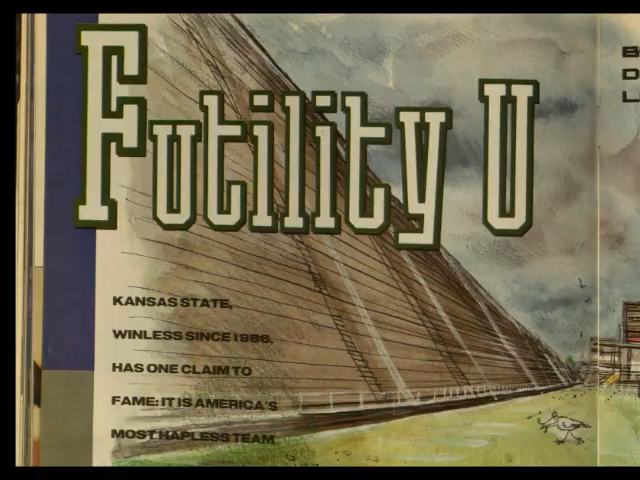 Futility U
KANSAS STATE,
WINLESS SINCE 1986,
HAS ONE CLAIM TO
FAME: IT IS AMERICA'S
MOST HAPLESS TEAM